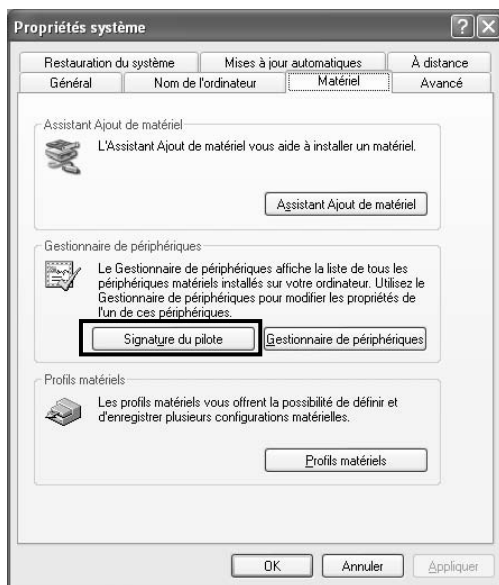 Propriétés système
Restauration du système
Mises à jour automatiques
À distance
Général
Nom de l'ordinateur
Matériel
Avancé
Assistant Ajout de matériel
L'Assistant Ajout de matériel vous aide à installer un matériel.
Assistant Ajout de matériel
Gestionnaire de périphériques
Le Gestionnaire de périphériques affiche la liste de tous les
périphériques matériels installés sur votre ordinateur. Utilisez le
Gestionnaire de périphériques pour modifier les propriétés de
l'un de ces périphériques.
Signature du pilote
Gestionnaire de périphériques
Profils matériels
Les profils matériels vous offrent la possibilité de définir et
d'enregistrer plusieurs configurations matérielles.
Profils matériels
OK
Annuler
Appliquer